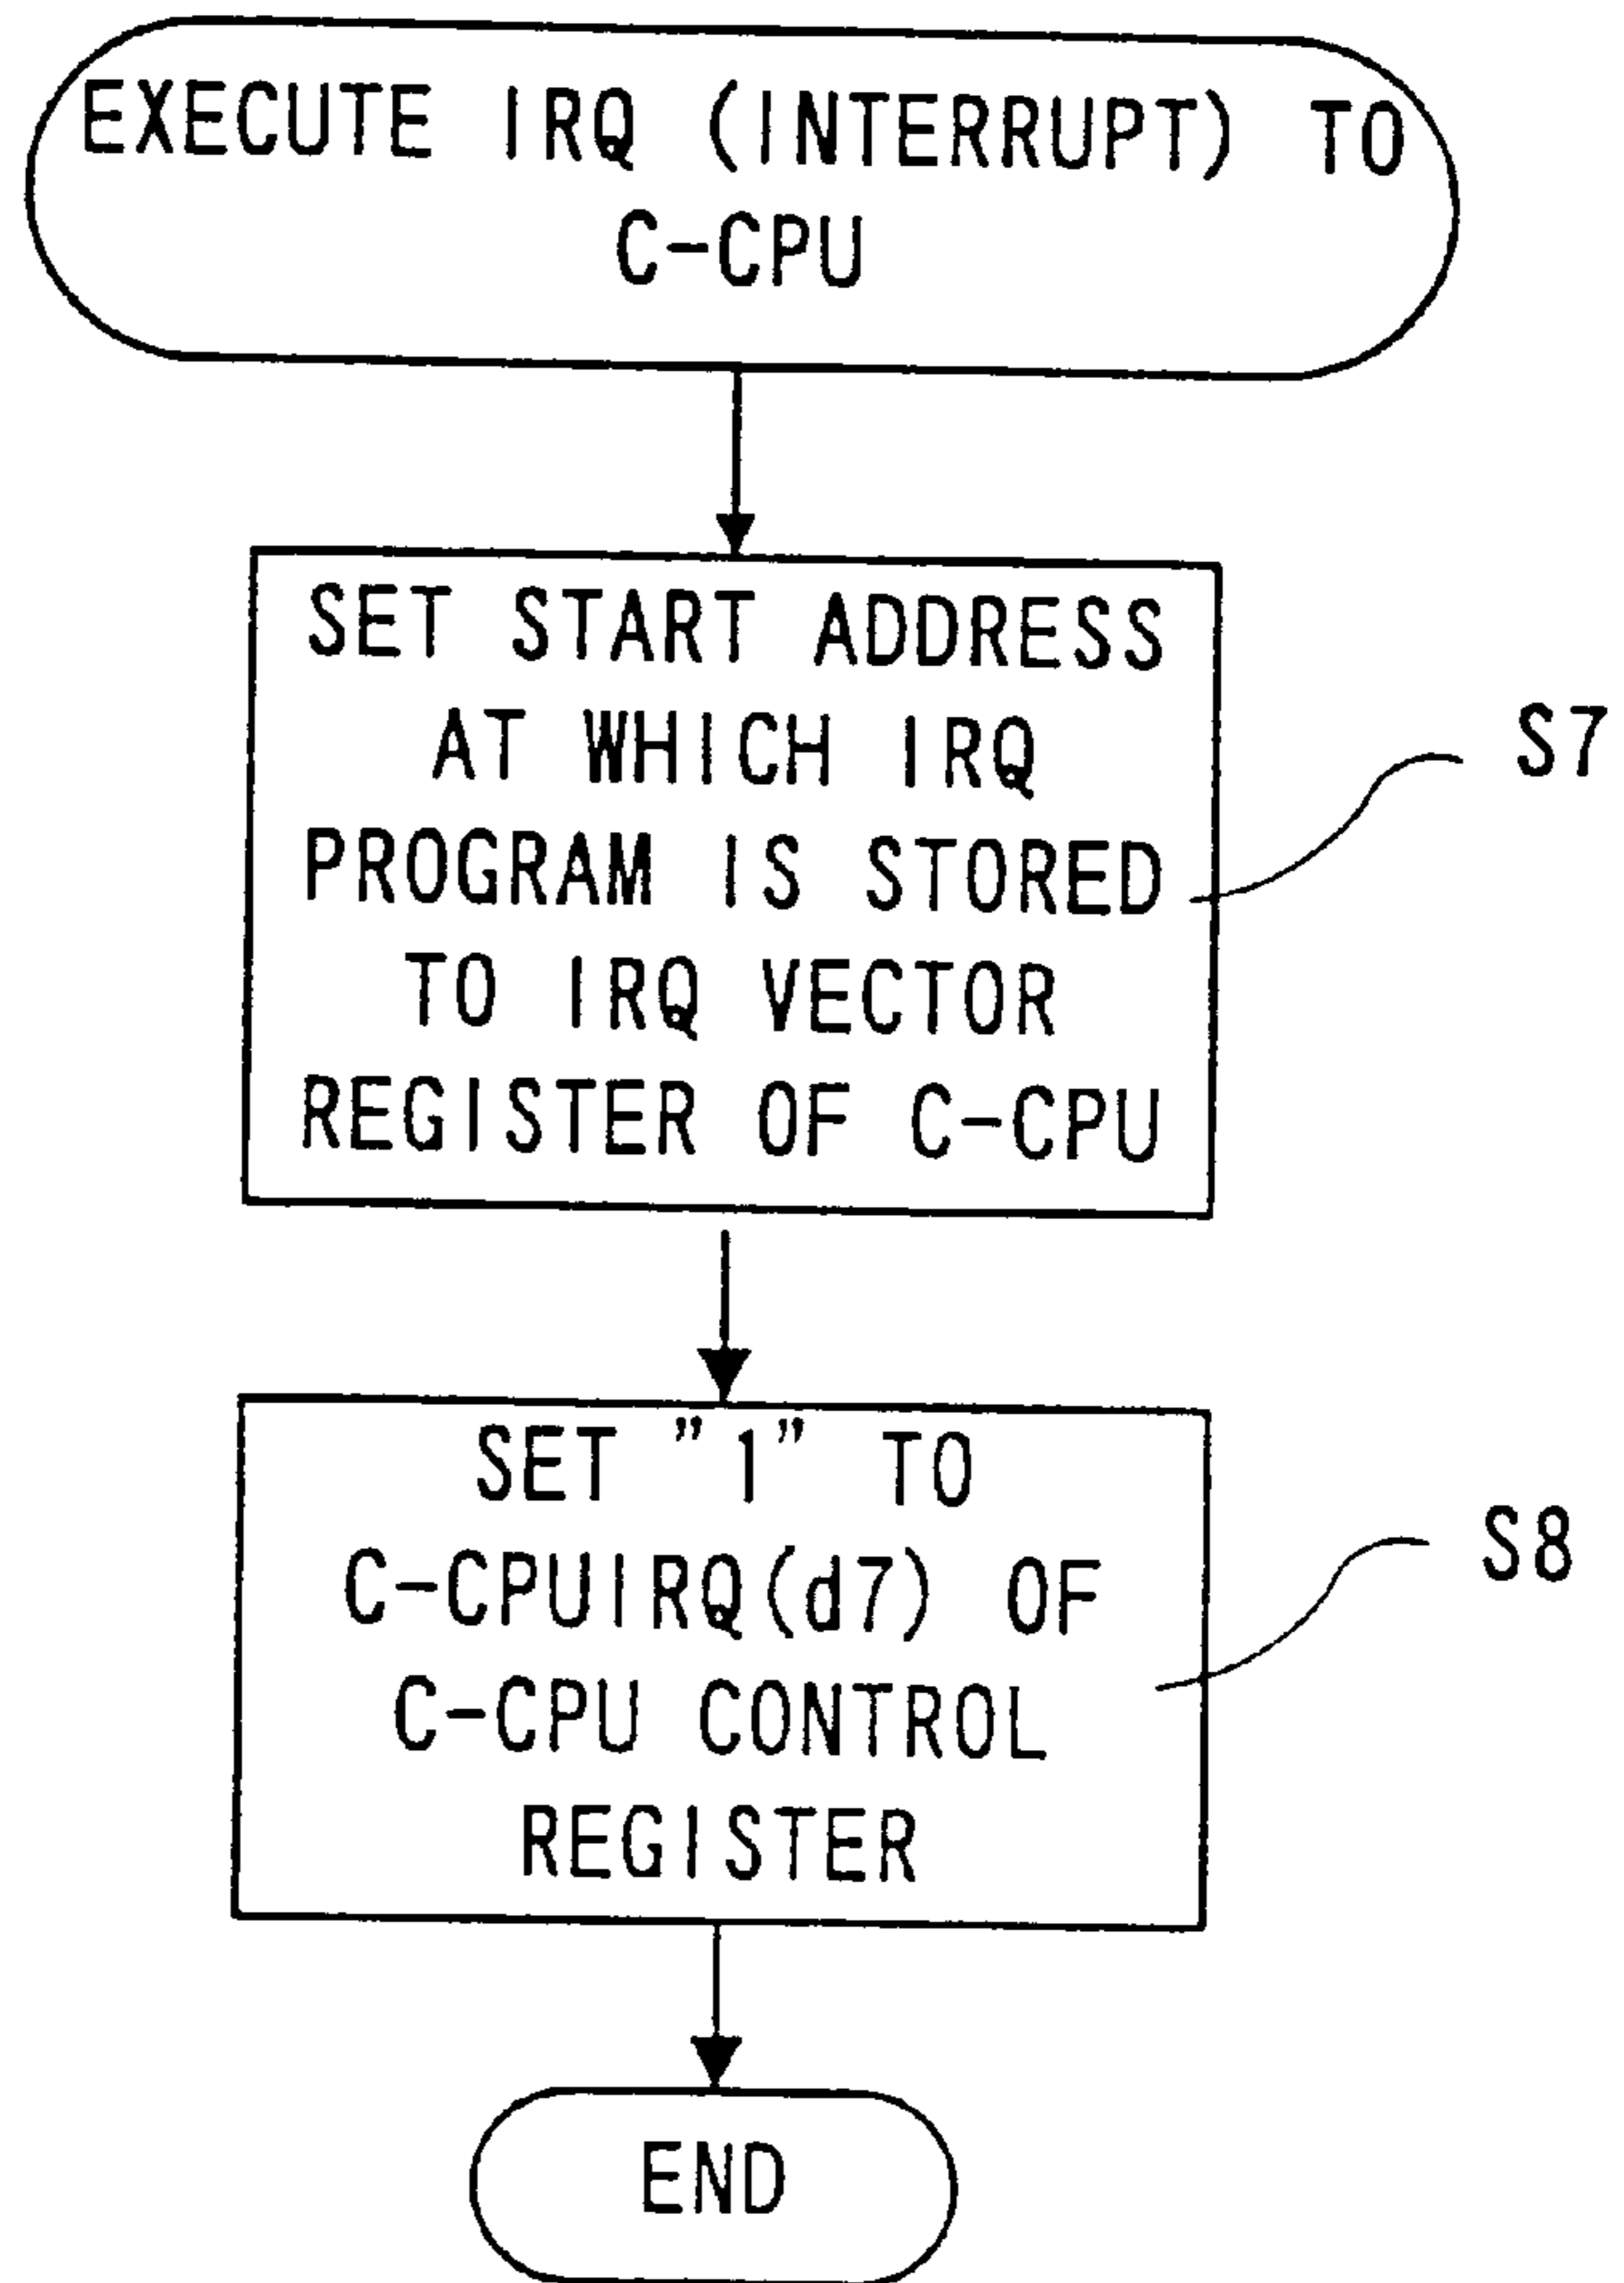 EXECUTE IRQ (INTERRUPT) TO
C-CPU
SET START ADDRESS
AT WHICH IRQ
PROGRAM IS STORED
TO IRQ VECTOR
REGISTER OF C-CPU
S7
SET "1" TO
C-CPUIRQ(d7) OF
C-CPU CONTROL
REGISTER
S8
END